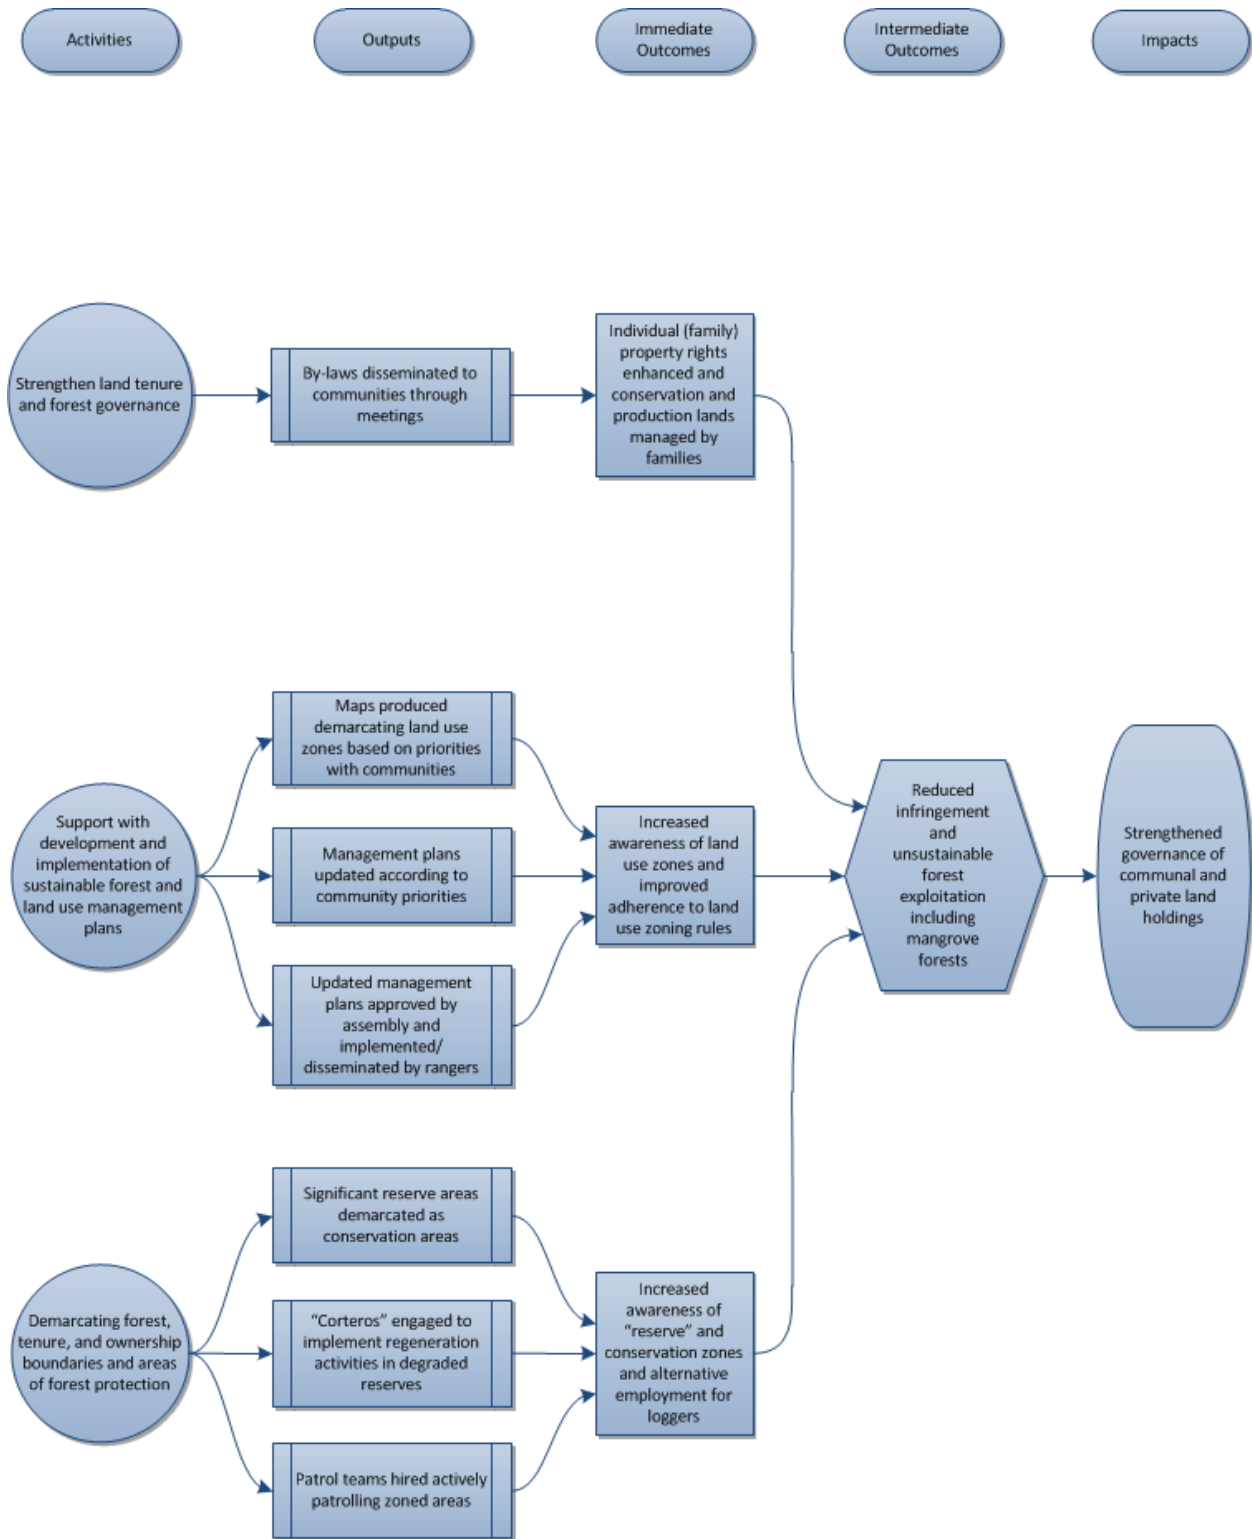 Activities
Outputs
Immediate
Outcomes
Intermediate
Outcomes
Impacts
Strengthen land tenure
and forest governance
By-laws disseminated to
communities through
meetings
Individual (family)
property rights
enhanced and
conservation and
production lands
managed by
families
Support with
development and
implementation of
sustainable forest and
land use management
plans
Maps produced
demarcating land use
zones based on priorities
with communities
Management plans
updated according to
community priorities
Updated management
plans approved by
assembly and
implemented/
disseminated by rangers
Increased
awareness of land
use zones and
improved
adherence to land
use zoning rules
Reduced
infringement
and
unsustainable
forest
exploitation
including
mangrove
forests
Strengthened
governance of
communal and
private land
holdings
Demarcating forest,
tenure, and ownership
boundaries and areas
of forest protection
Significant reserve areas
demarcated as
conservation areas
“Corteros” engaged to
implement regeneration
activities in degraded
reserves
Patrol teams hired actively
patrolling zoned areas
Increased
awareness of
“reserve” and
conservation zones
and alternative
employment for
loggers